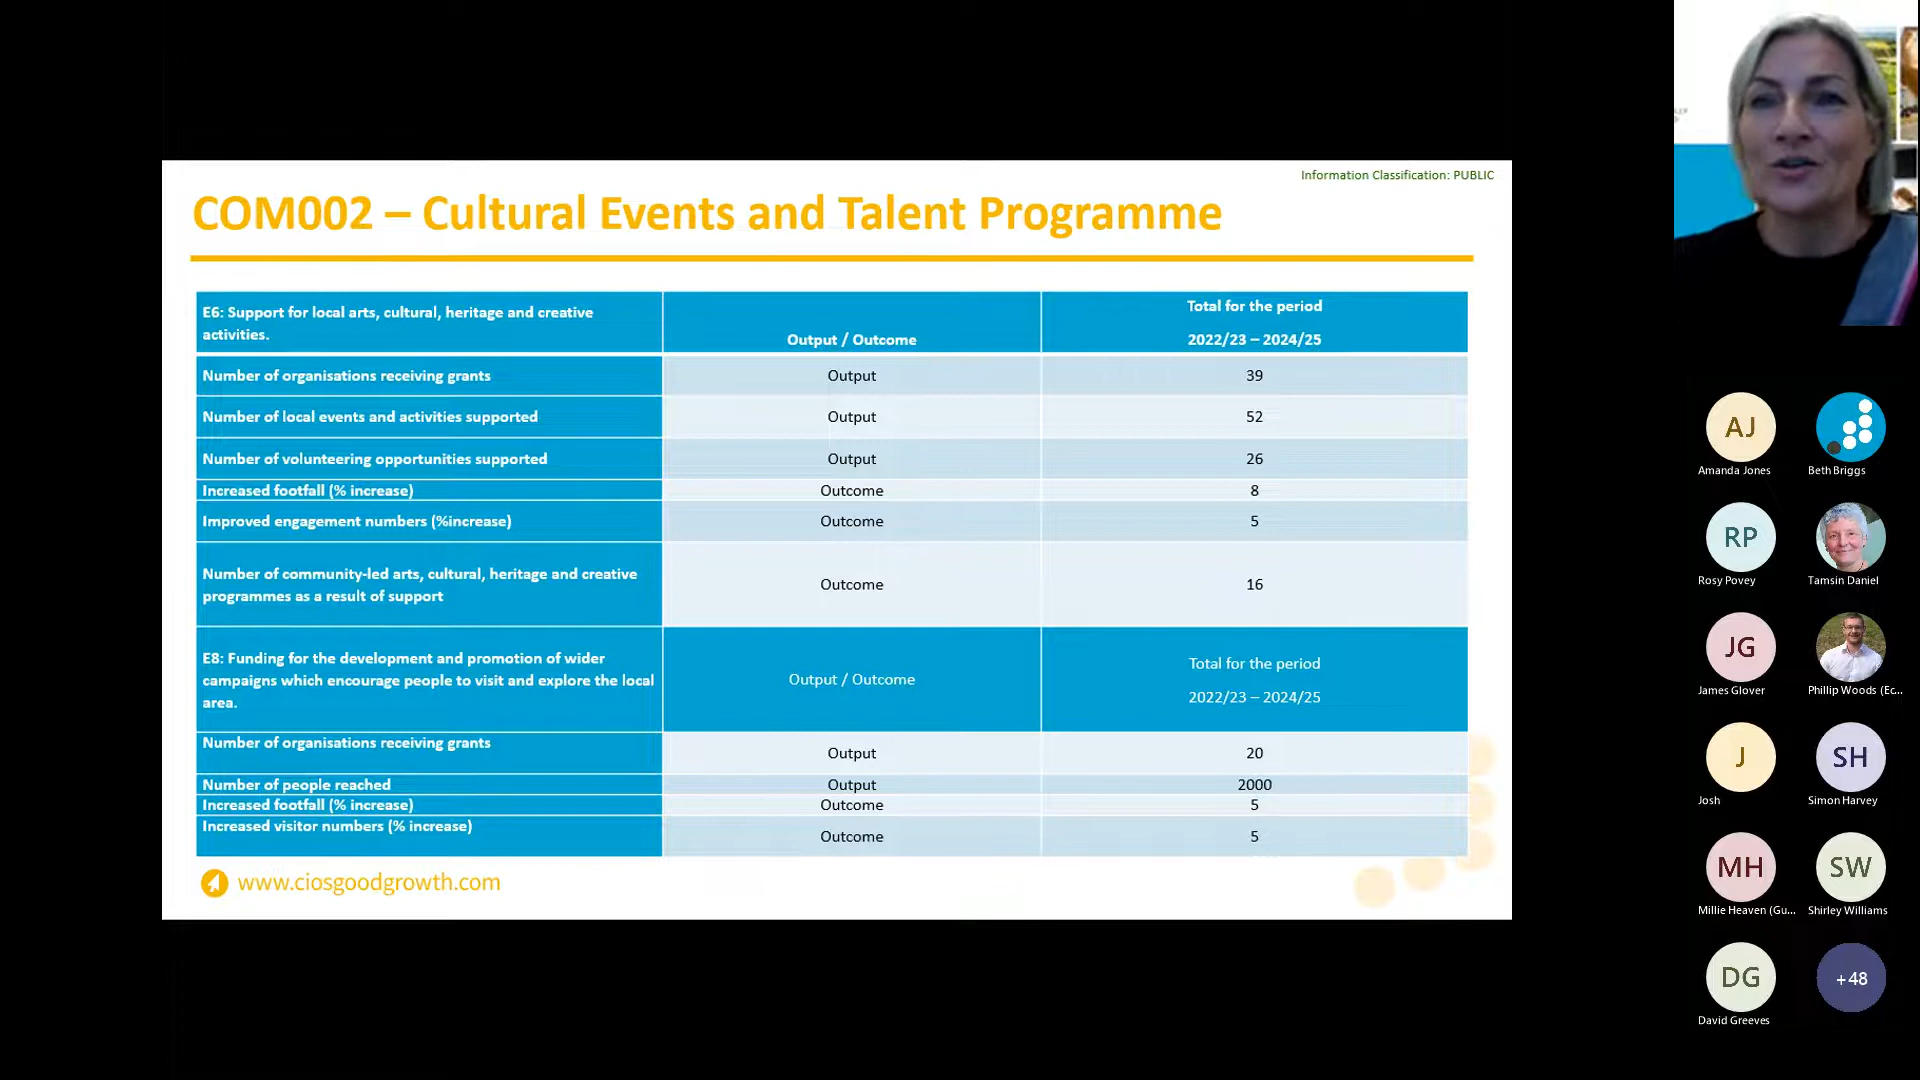 Information Classification: PUBLIC
COM002 – Cultural Events and Talent Programme
E6: Support for local arts, cultural, heritage and creative
activities.
Output / Outcome
Total for the period
2022/23 – 2024/25
Number of organisations receiving grants
Output
39
Number of local events and activities supported
Output
52
Number of volunteering opportunities supported
Output
26
Increased footfall (% increase)
Outcome
8
Improved engagement numbers (%increase)
Outcome
5
Number of community-led arts, cultural, heritage and creative
programmes as a result of support
Outcome
16
E8: Funding for the development and promotion of wider
campaigns which encourage people to visit and explore the local
area.
Output / Outcome
Total for the period
2022/23 – 2024/25
Number of organisations receiving grants
Output
20
Number of people reached
Output
2000
Increased footfall (% increase)
Outcome
5
Increased visitor numbers (% increase)
Outcome
5
www.ciosgoodgrowth.com
AJ
Amanda Jones
Beth Briggs
RP
Rosy Povey
Tamsin Daniel
JG
James Glover
Phillip Woods (Ec...
J
Josh
SH
Simon Harvey
MH
Millie Heaven (Gu...
SW
Shirley Williams
DG
David Greeves
+48